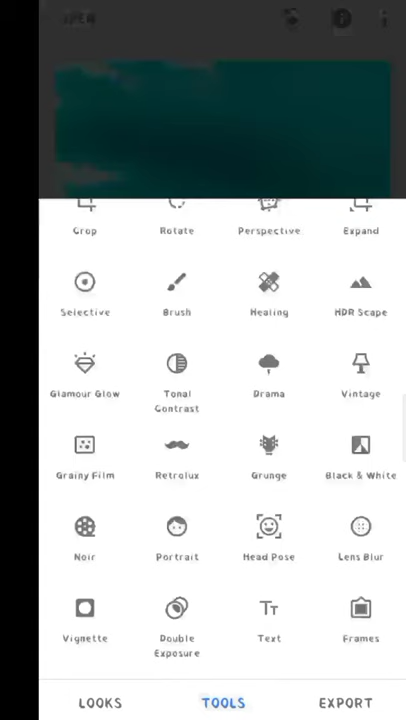 OPEN
Crop Rotate Perspective Expand
Selective Brush Healing HDR Scape
Glamour Glow Tonal Contrast Drama Vintage
Grainy Film Retrolux Grunge Black & White
Noir Portrait Head Pose Lens Blur
Vignette Double Exposure Text Frames
LOOKS TOOLS EXPORT